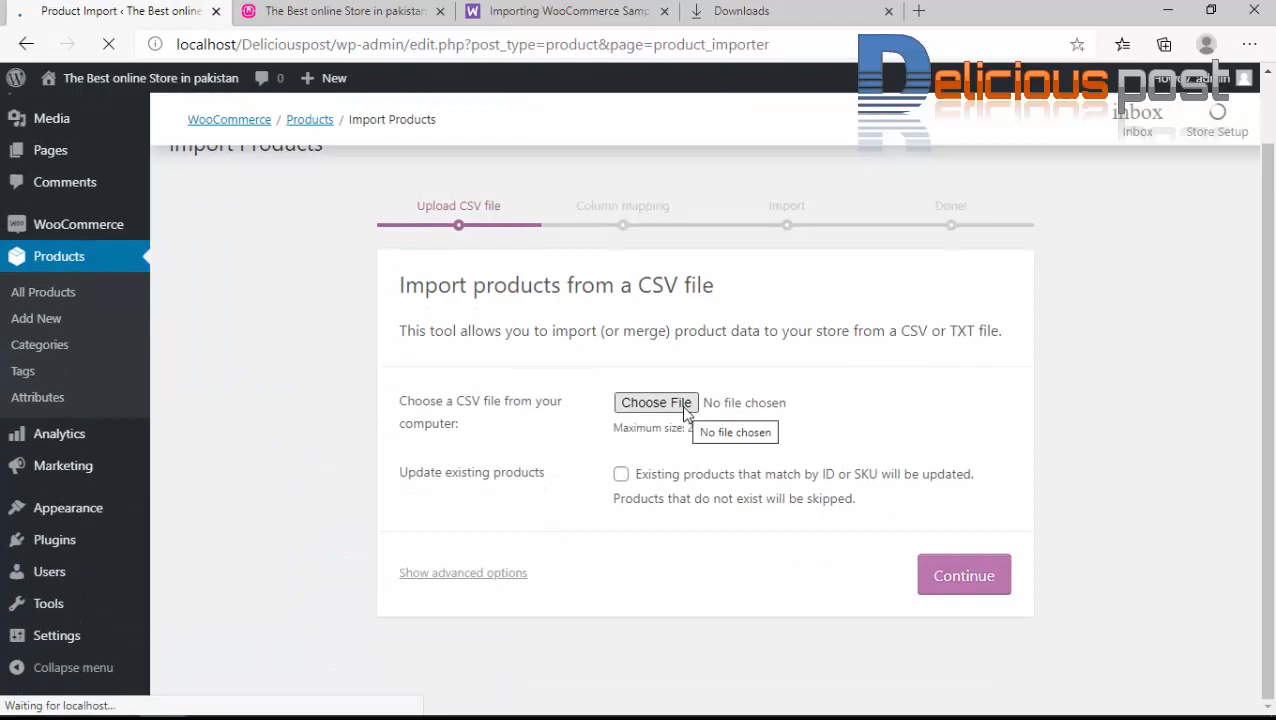 Product Import ‹ The Best online
The Best online Store in pakistan
Importing WooCommerce Samp
Downloads
localhost/Deliciouspost/wp-admin/edit.php?post_type=product&page=product_importer
The Best online Store in pakistan
0
New
Howdy, admin
elicious post
inbox
Inbox
Store Setup
WooCommerce / Products / Import Products
Import Products
Media
Pages
Comments
WooCommerce
Products
All Products
Add New
Categories
Tags
Attributes
Analytics
Marketing
Appearance
Plugins
Users
Tools
Settings
Collapse menu
Upload CSV file
Column mapping
Import
Done!
Import products from a CSV file
This tool allows you to import (or merge) product data to your store from a CSV or TXT file.
Choose a CSV file from your
computer:
Choose File No file chosen
Maximum size: 2
No file chosen
Update existing products
Existing products that match by ID or SKU will be updated.
Products that do not exist will be skipped.
Show advanced options
Continue
Waiting for localhost...